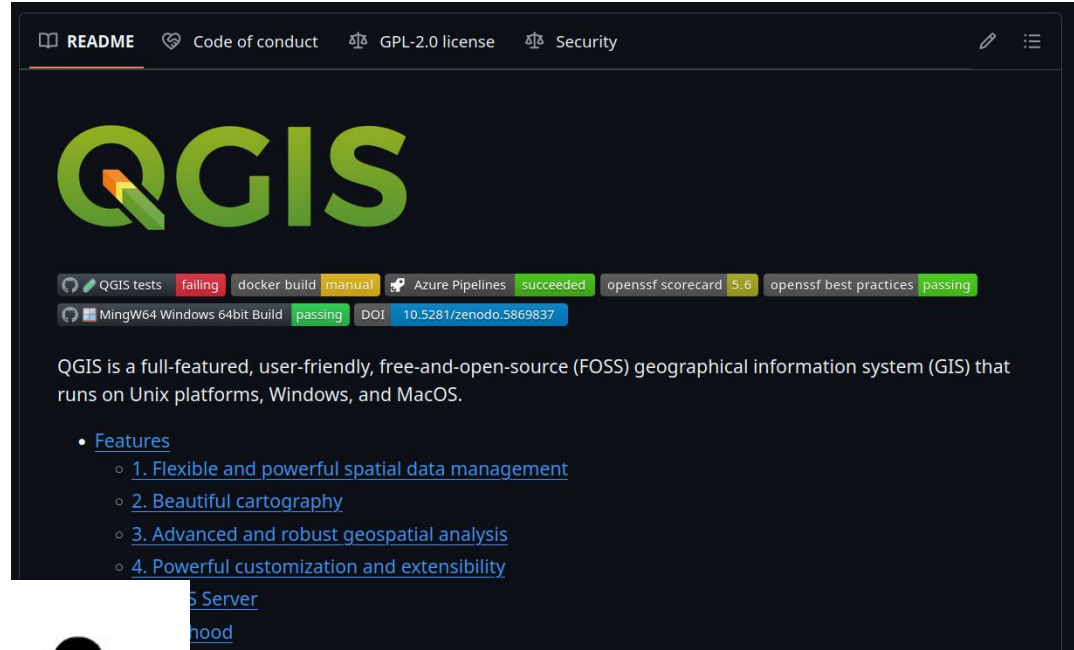 README Code of conduct GPL-2.0 license Security
QGIS
QGIS tests failing docker build manual Azure Pipelines succeeded openssf scorecard 5.6 openssf best practices passing
MingW64 Windows 64bit Build passing DOI 10.5281/zenodo.5869837
QGIS is a full-featured, user-friendly, free-and-open-source (FOSS) geographical information system (GIS) that
runs on Unix platforms, Windows, and MacOS.
Features
1. Flexible and powerful spatial data management
2. Beautiful cartography
3. Advanced and robust geospatial analysis
4. Powerful customization and extensibility
Server